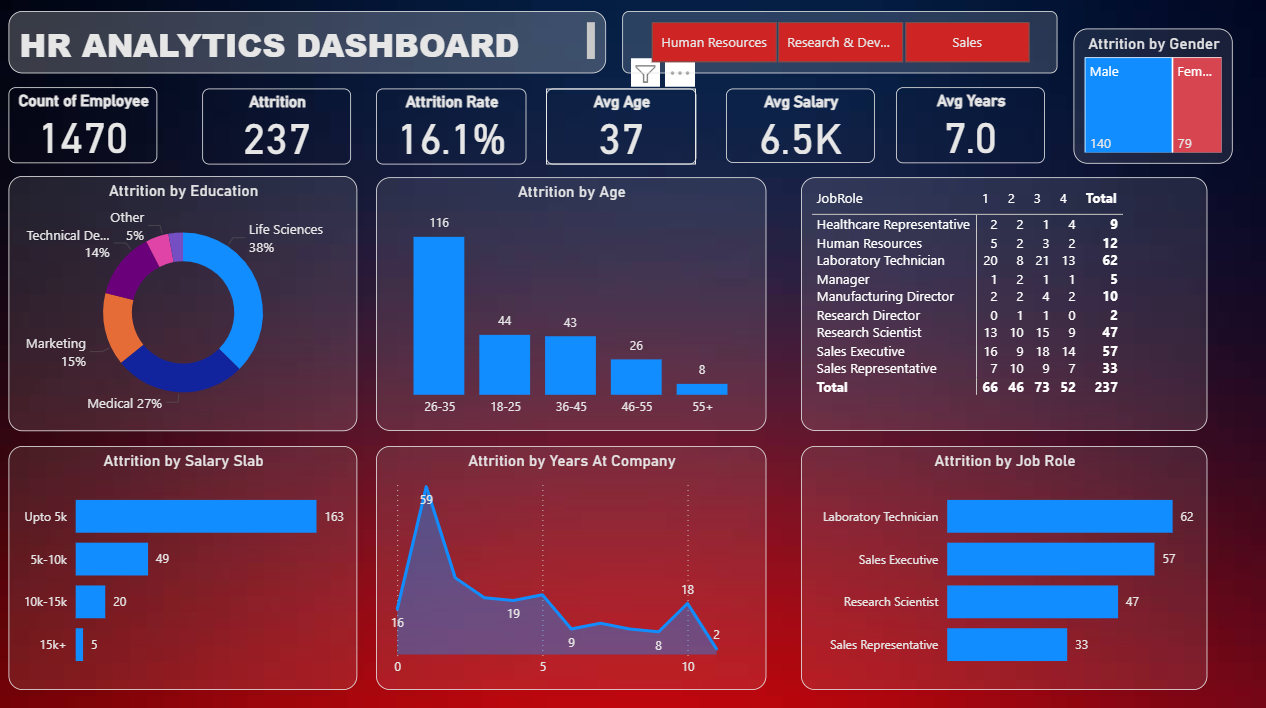 HR ANALYTICS DASHBOARD
Human Resources
Research & Dev...
Sales
Attrition by Gender
Male
Fem...
140
79
Count of Employee
1470
Attrition
237
Attrition Rate
16.1%
Avg Age
37
Avg Salary
6.5K
Avg Years
7.0
Attrition by Education
Other
5%
Life Sciences
38%
Technical De...
14%
Marketing
15%
Medical 27%
Attrition by Age
116
44
43
26
8
26-35
18-25
36-45
46-55
55+
JobRole 1 2 3 4 Total
Healthcare Representative 2 2 1 4 9
Human Resources 5 2 3 2 12
Laboratory Technician 20 8 21 13 62
Manager 1 2 1 1 5
Manufacturing Director 2 2 4 2 10
Research Director 0 1 1 0 2
Research Scientist 13 10 15 9 47
Sales Executive 16 9 18 14 57
Sales Representative 7 10 9 7 33
Total 66 46 73 52 237
Attrition by Salary Slab
Upto 5k 163
5k-10k 49
10k-15k 20
15k+ 5
Attrition by Years At Company
59
16
19
9
8
18
2
0
5
10
Attrition by Job Role
Laboratory Technician 62
Sales Executive 57
Research Scientist 47
Sales Representative 33